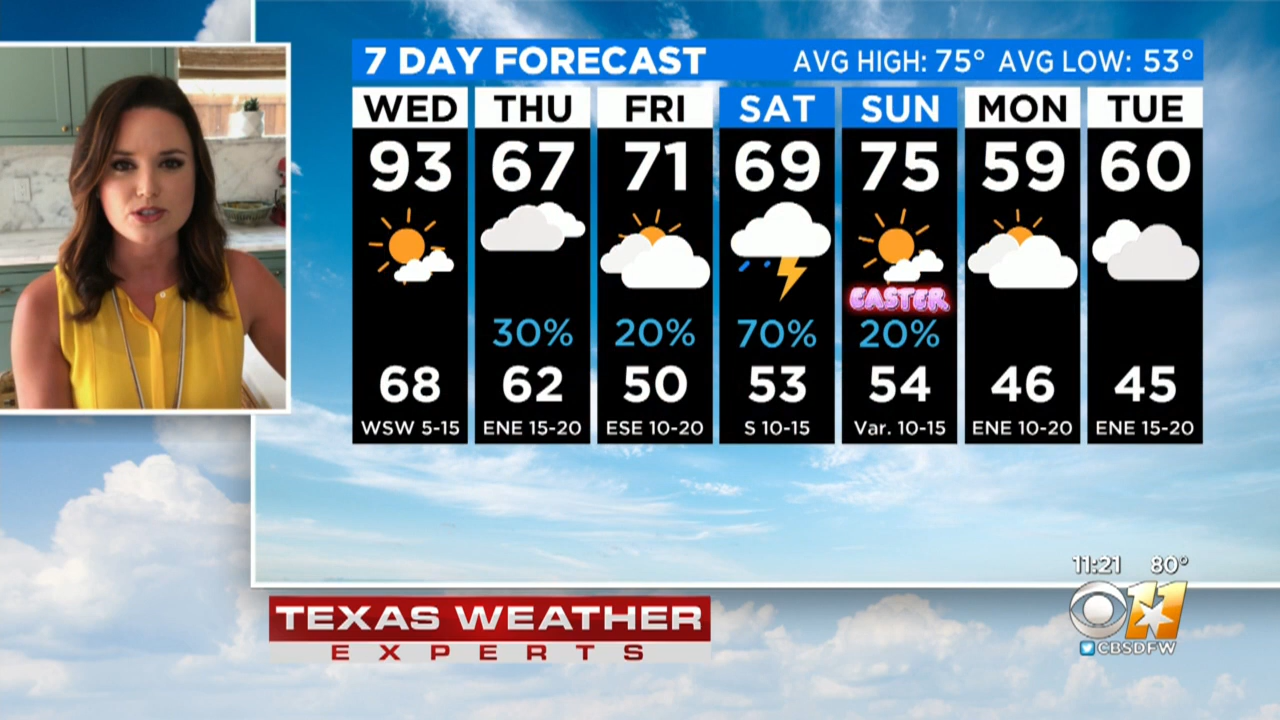 7 DAY FORECAST AVG HIGH: 75° AVG LOW: 53°
WED THU FRI SAT SUN MON TUE
93 67 71 69 75 59 60
EASTER
30% 20% 70% 20%
68 62 50 53 54 46 45
WSW 5-15 ENE 15-20 ESE 10-20 S 10-15 Var. 10-15 ENE 10-20 ENE 15-20
11:21 80°
11
CBSDFW
TEXAS WEATHER
EXPERTS